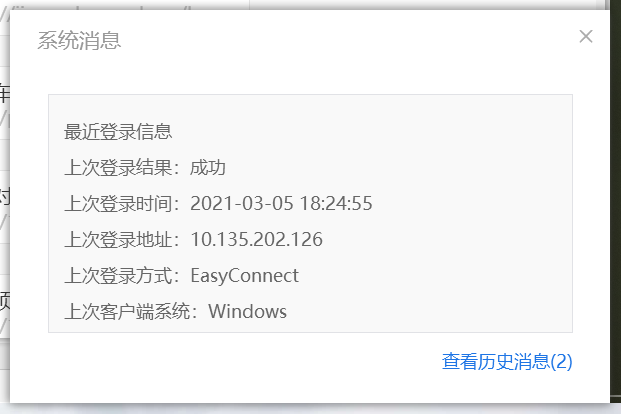 系统消息
最近登录信息
上次登录结果：成功
上次登录时间：2021-03-05 18:24:55
上次登录地址：10.135.202.126
上次登录方式：EasyConnect
上次客户端系统：Windows
查看历史消息(2)